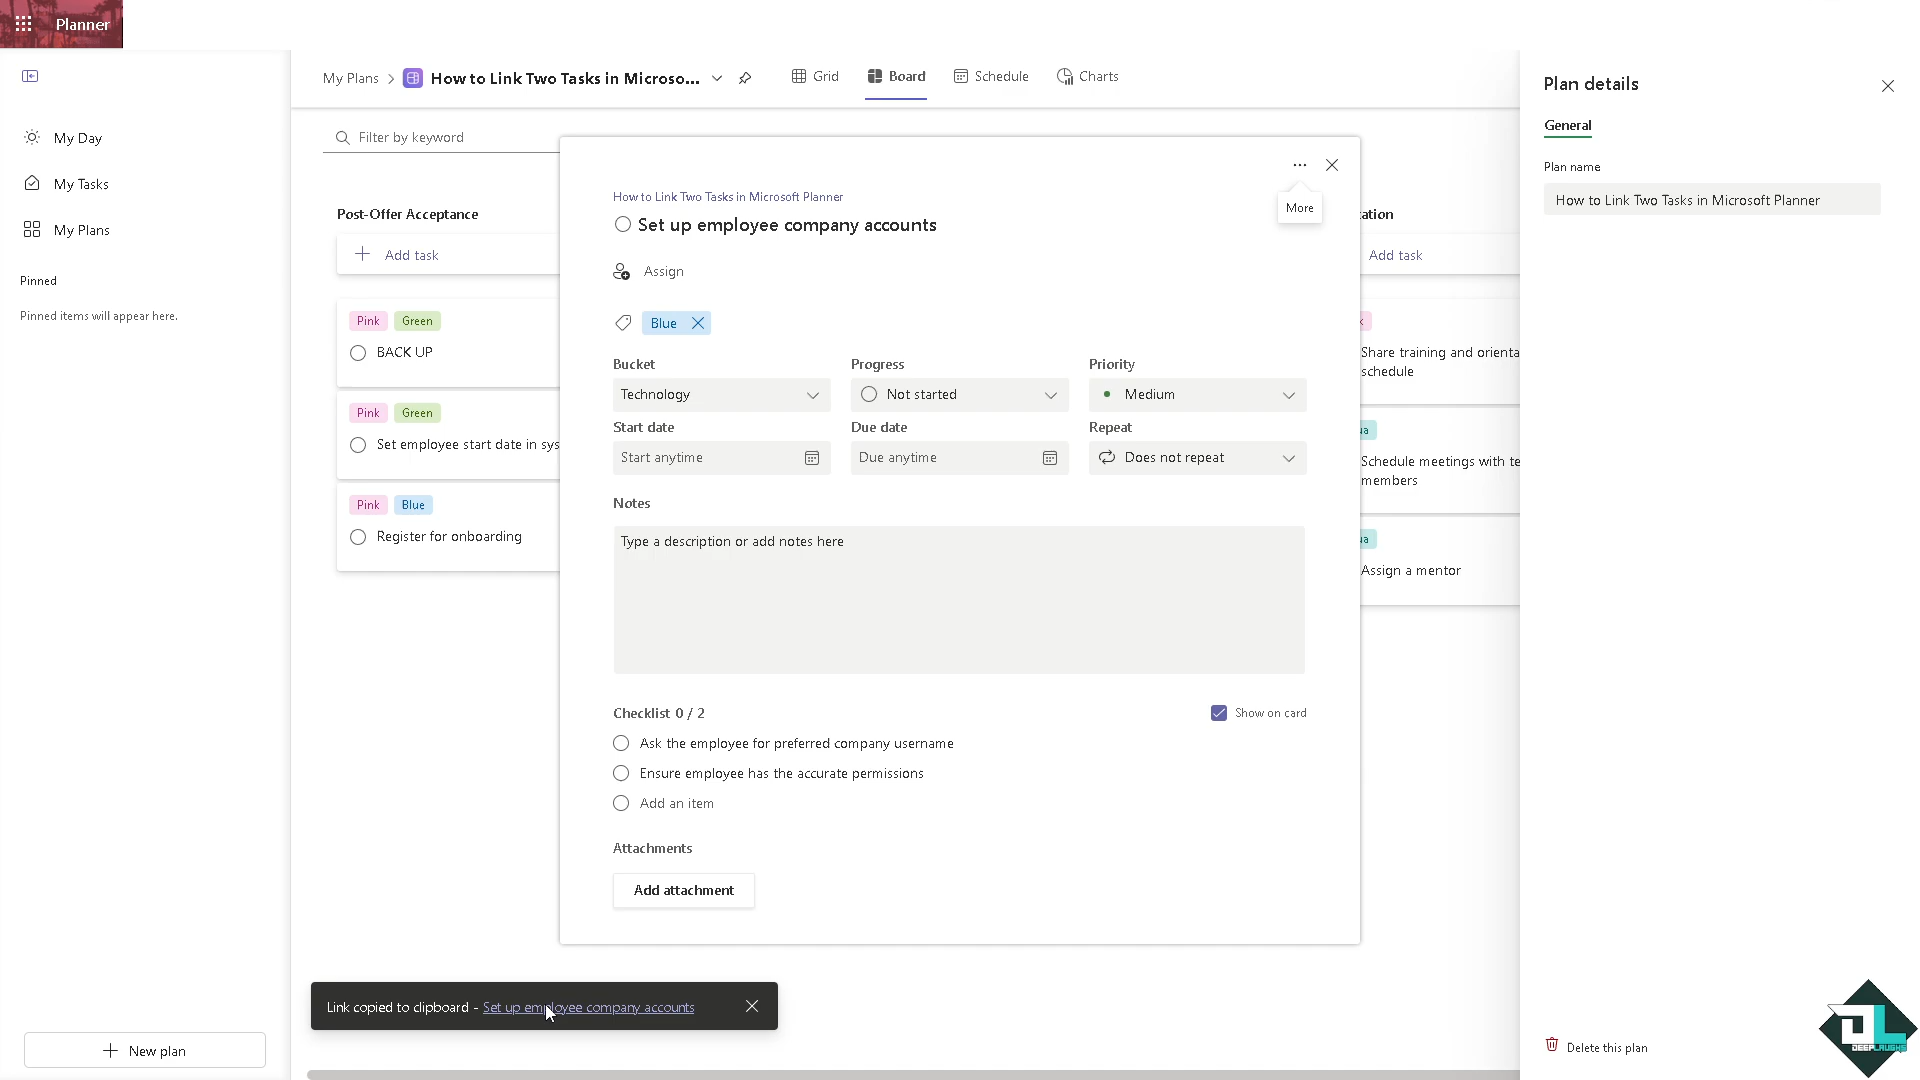 Planner
My Day
My Tasks
My Plans
Pinned
Pinned items will appear here.
New plan
My Plans
How to Link Two Tasks in Microso...
Grid
Board
Schedule
Charts
Filter by keyword
Post-Offer Acceptance
Add task
Pink Green
BACK UP
Pink Green
Set employee start date in sys
Pink Blue
Register for onboarding
How to Link Two Tasks in Microsoft Planner
Set up employee company accounts
More
Assign
Blue
Bucket Progress Priority
Technology Not started Medium
Start date Due date Repeat
Start anytime Due anytime Does not repeat
Notes
Type a description or add notes here
Checklist 0 / 2
Show on card
Ask the employee for preferred company username
Ensure employee has the accurate permissions
Add an item
Attachments
Add attachment
tation
Add task
k
Share training and orienta
schedule
ua
Schedule meetings with te
members
ua
Assign a mentor
Link copied to clipboard - Set up employee company accounts
Plan details
General
Plan name
How to Link Two Tasks in Microsoft Planner
Delete this plan
DEEPLAUGHS